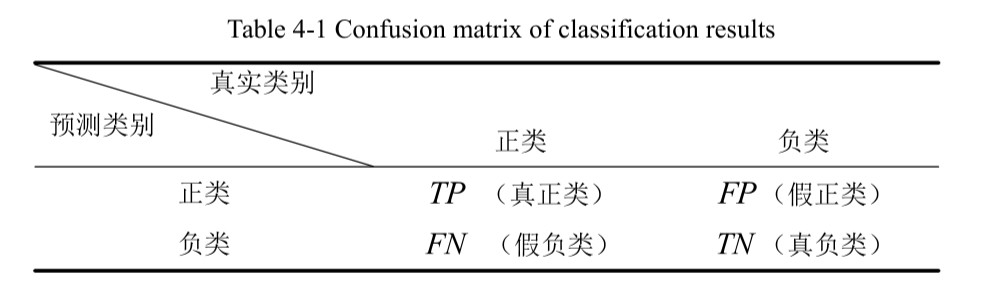 Table 4-1 Confusion matrix of classification results
真实类别
预测类别
正类 负类
正类 TP （真正类） FP（假正类）
负类 FN （假负类） TN（真负类）